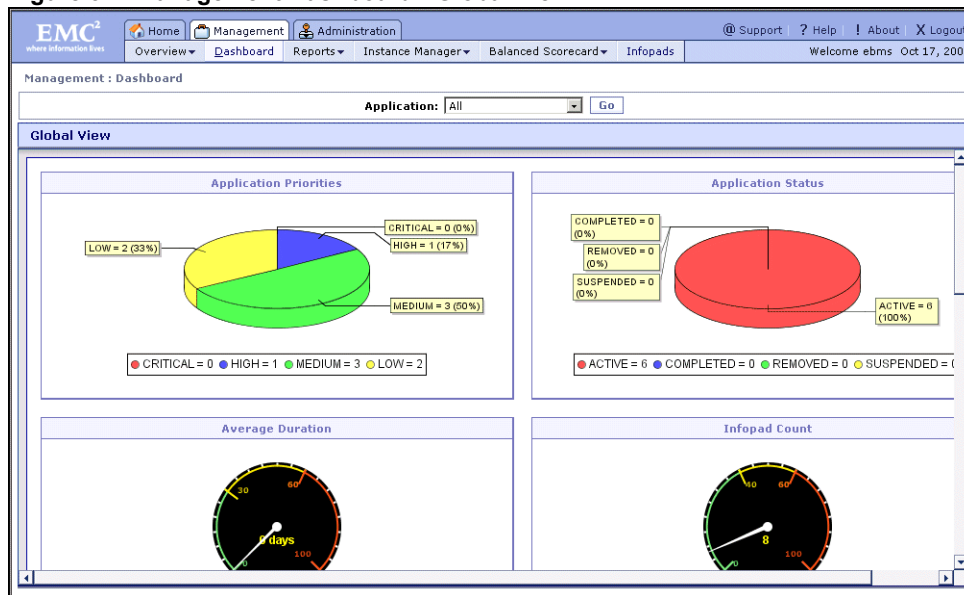 EMC²
where information lives
Home Management Administration
@ Support ? Help ! About X Logout
Overview Dashboard Reports Instance Manager Balanced Scorecard Infopads
Welcome ebms Oct 17, 200
Management : Dashboard
Application: All Go
Global View
Application Priorities
CRITICAL = 0 (0%)
HIGH = 1 (17%)
LOW = 2 (33%)
MEDIUM = 3 (50%)
CRITICAL = 0 HIGH = 1 MEDIUM = 3 LOW = 2
Application Status
COMPLETED = 0
(0%)
REMOVED = 0
(0%)
SUSPENDED = 0
(0%)
ACTIVE = 6
(100%)
ACTIVE = 6 COMPLETED = 0 REMOVED = 0 SUSPENDED = 0
Average Duration
30 60
0 days
0 100
Infopad Count
40 60
8
0 100